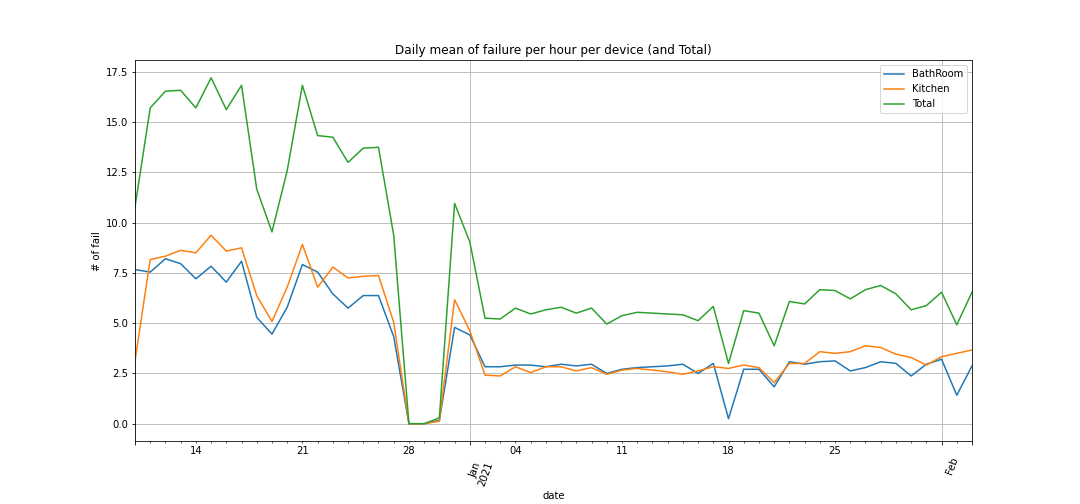 Daily mean of failure per hour per device (and Total)
17.5
15.0
12.5
10.0
7.5
5.0
2.5
0.0
# of fail
BathRoom
Kitchen
Total
14
21
28
Jan
2021
04
11
18
25
Feb
date